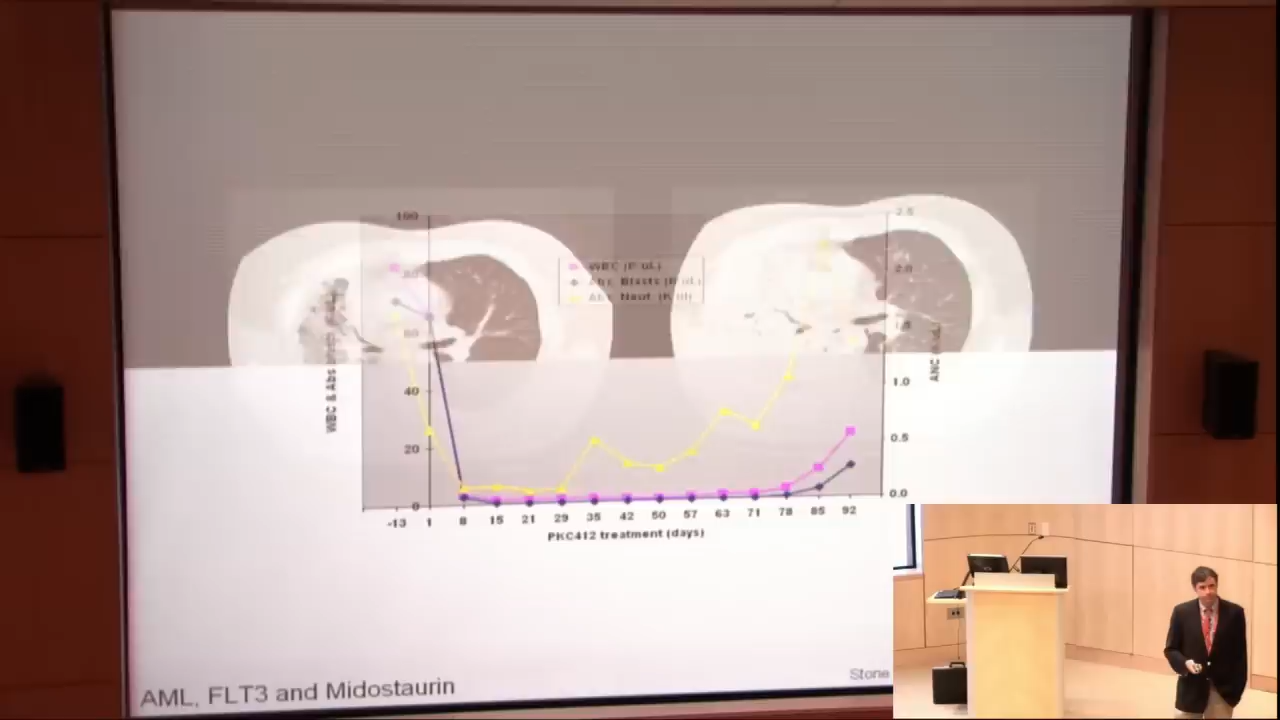 100
2.5
WBC (K/uL)
Abs Blasts (K/uL)
Abs Neut (K/ul)
80
2.0
60
1.5
40
1.0
20
0.5
0
0.0
WBC & Abs
ANC
-13 1 8 15 21 29 35 42 50 57 63 71 78 85 92
PKC412 treatment (days)
AML, FLT3 and Midostaurin
Stone